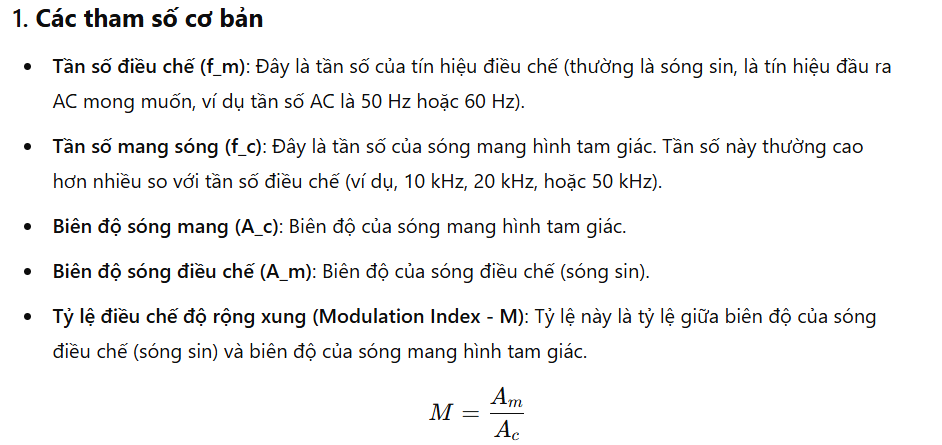 1. Các tham số cơ bản
• Tần số điều chế (f_m): Đây là tần số của tín hiệu điều chế (thường là sóng sin, là tín hiệu đầu ra
AC mong muốn, ví dụ tần số AC là 50 Hz hoặc 60 Hz).
• Tần số mang sóng (f_c): Đây là tần số của sóng mang hình tam giác. Tần số này thường cao
hơn nhiều so với tần số điều chế (ví dụ, 10 kHz, 20 kHz, hoặc 50 kHz).
• Biên độ sóng mang (A_c): Biên độ của sóng mang hình tam giác.
• Biên độ sóng điều chế (A_m): Biên độ của sóng điều chế (sóng sin).
• Tỷ lệ điều chế độ rộng xung (Modulation Index - M): Tỷ lệ này là tỷ lệ giữa biên độ của sóng
điều chế (sóng sin) và biên độ của sóng mang hình tam giác.
M = A_m / A_c